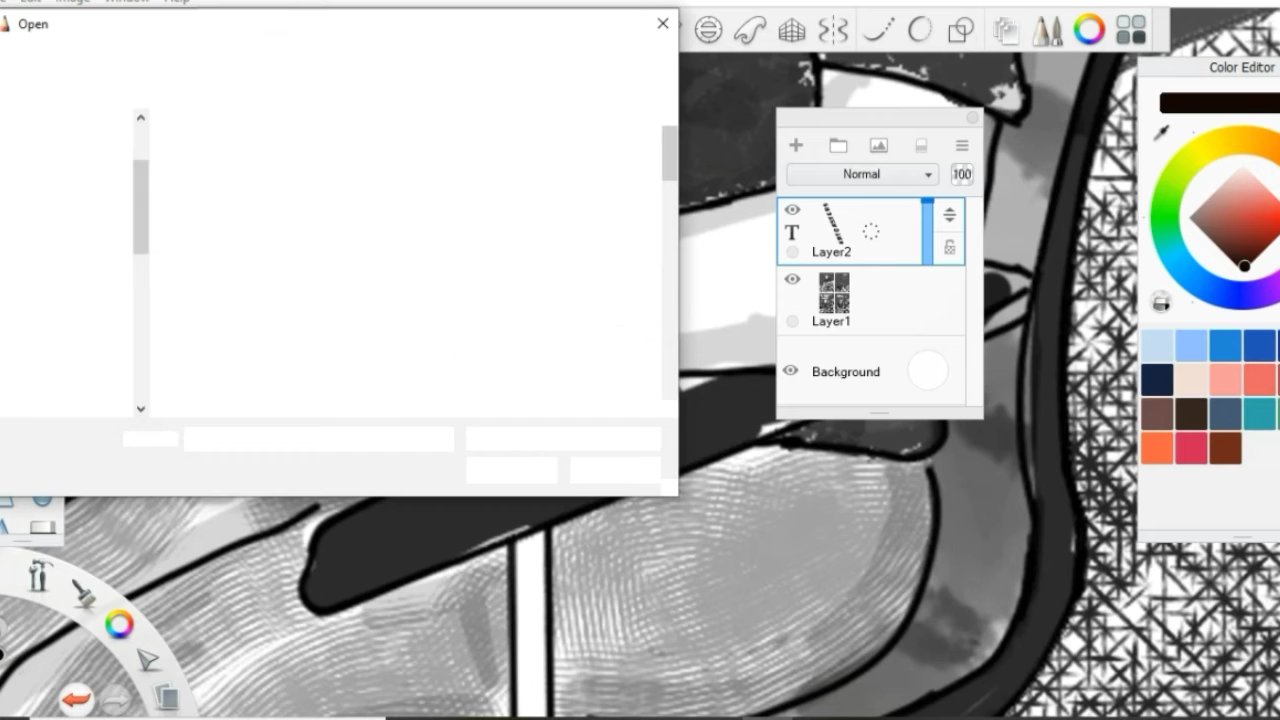 Edit Image Window Help
Open
Color Editor
Normal
100
T
Layer2
Layer1
Background